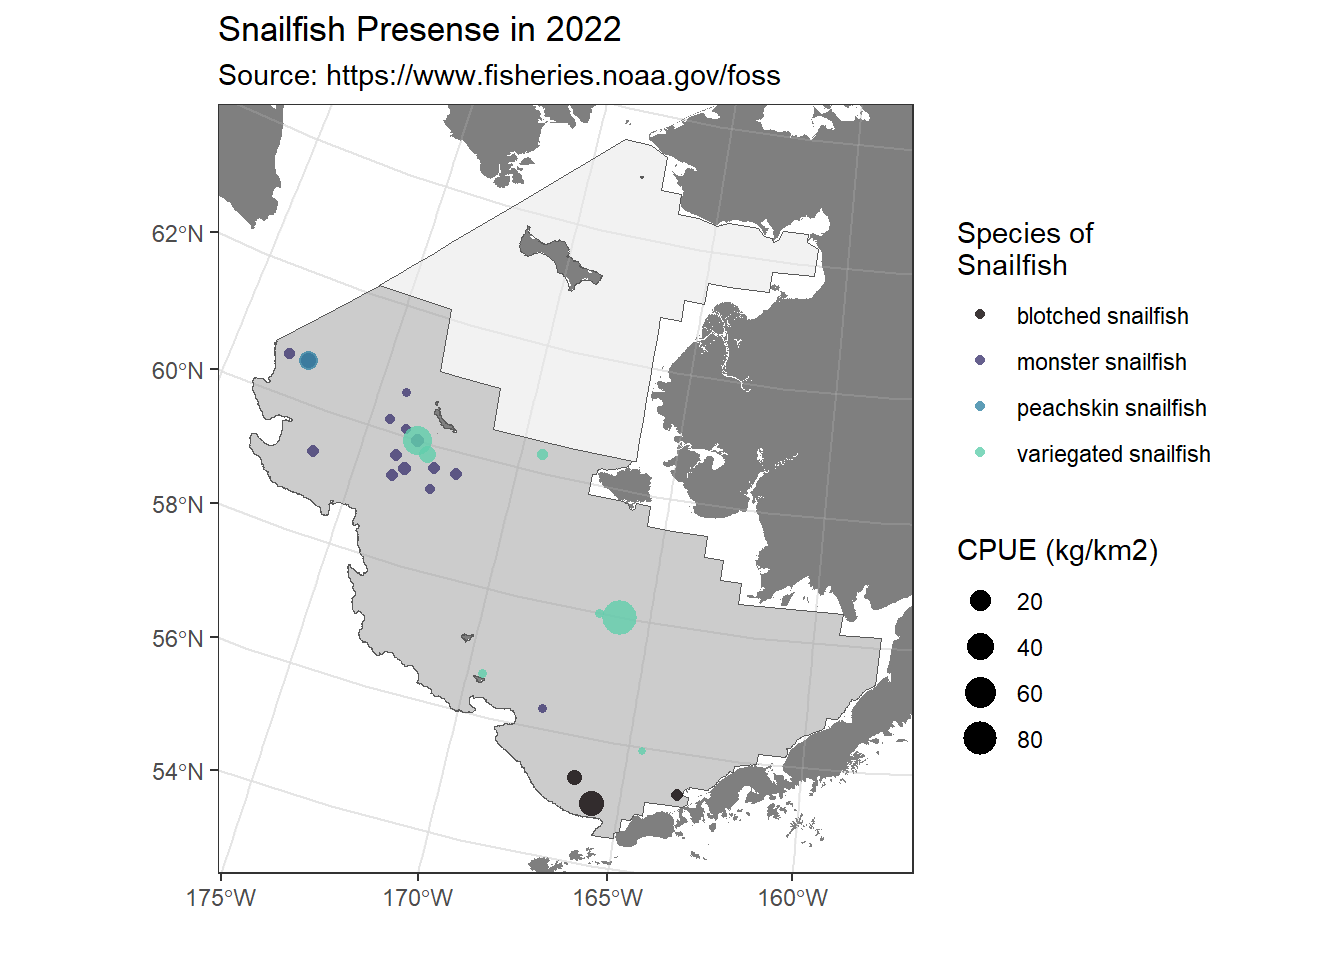 Snailfish Presense in 2022
Source: https://www.fisheries.noaa.gov/foss
62°N
60°N
58°N
56°N
54°N
175°W
170°W
165°W
160°W
Species of
Snailfish
blotched snailfish
monster snailfish
peachskin snailfish
variegated snailfish
CPUE (kg/km2)
20
40
60
80